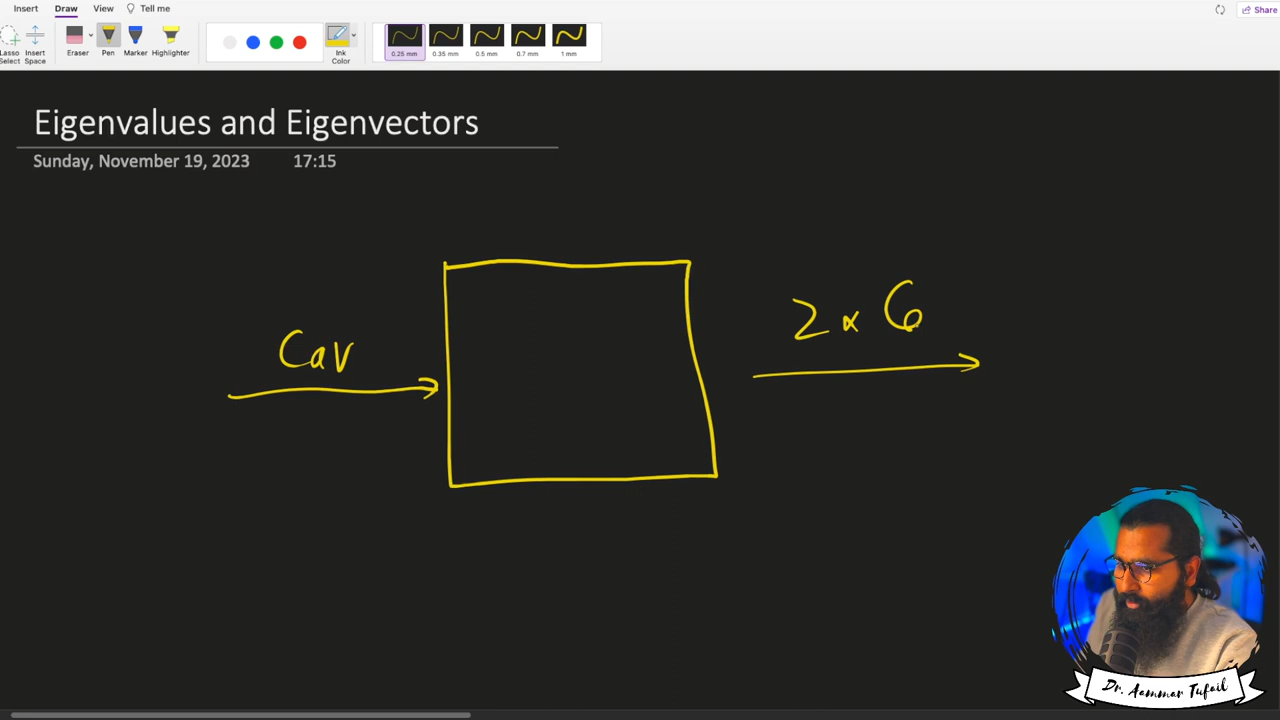 Insert Draw View Tell me
Share
Lasso Select
Insert Space
Eraser
Pen
Marker
Highlighter
Ink Color
0.25 mm
0.35 mm
0.5 mm
0.7 mm
1 mm
Eigenvalues and Eigenvectors
Sunday, November 19, 2023 17:15
2 x C
Dr. Aammar Tufail